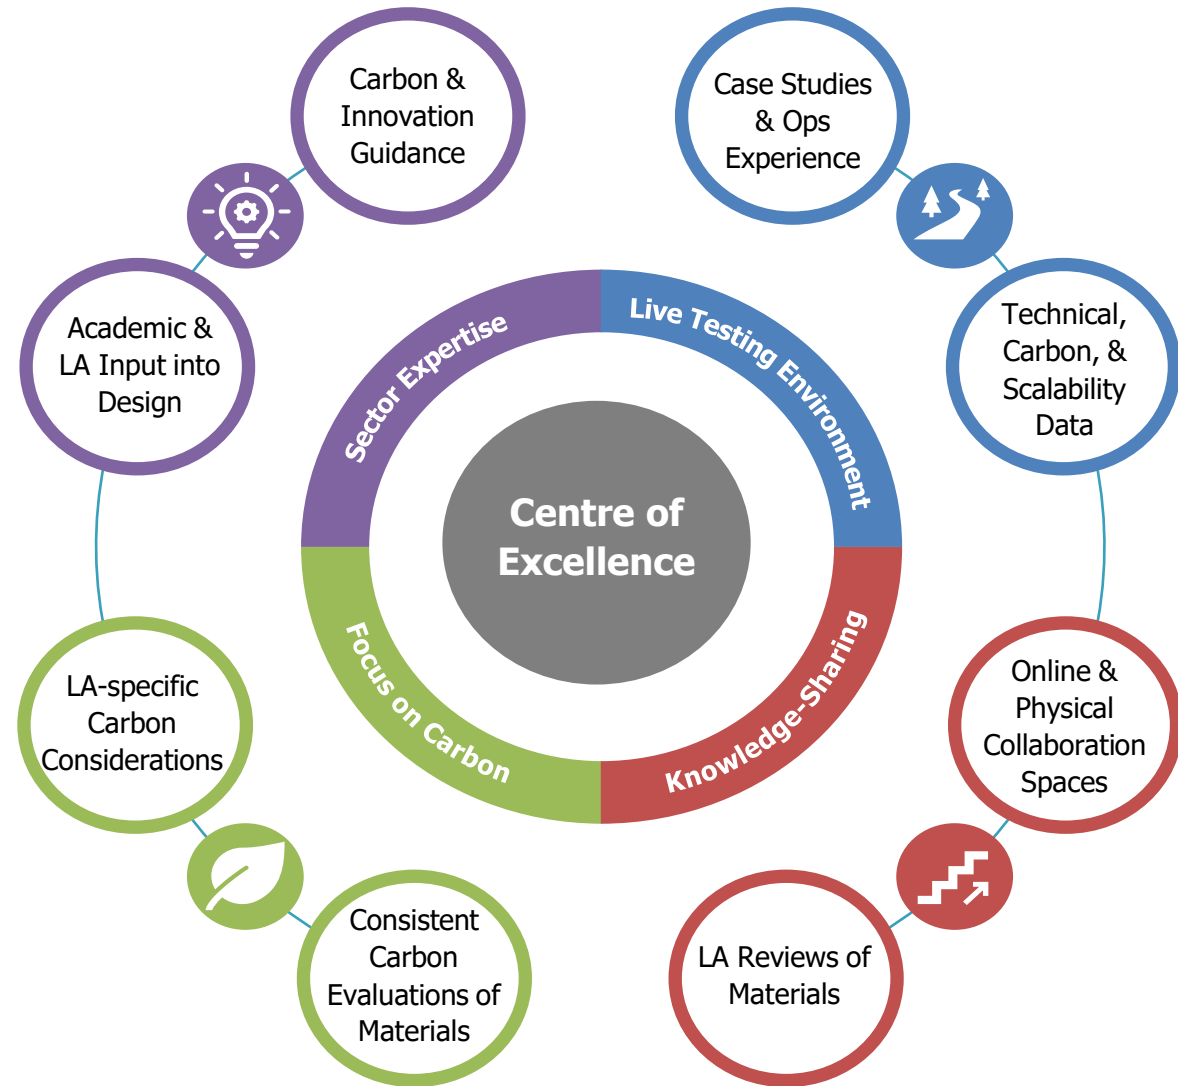 Carbon &
Innovation
Guidance
Case Studies
& Ops
Experience
Academic &
LA Input into
Design
Technical,
Carbon, &
Scalability
Data
Sector Expertise
Live Testing Environment
Centre of
Excellence
Focus on Carbon
Knowledge-Sharing
LA-specific
Carbon
Considerations
Online &
Physical
Collaboration
Spaces
Consistent
Carbon
Evaluations of
Materials
LA Reviews of
Materials